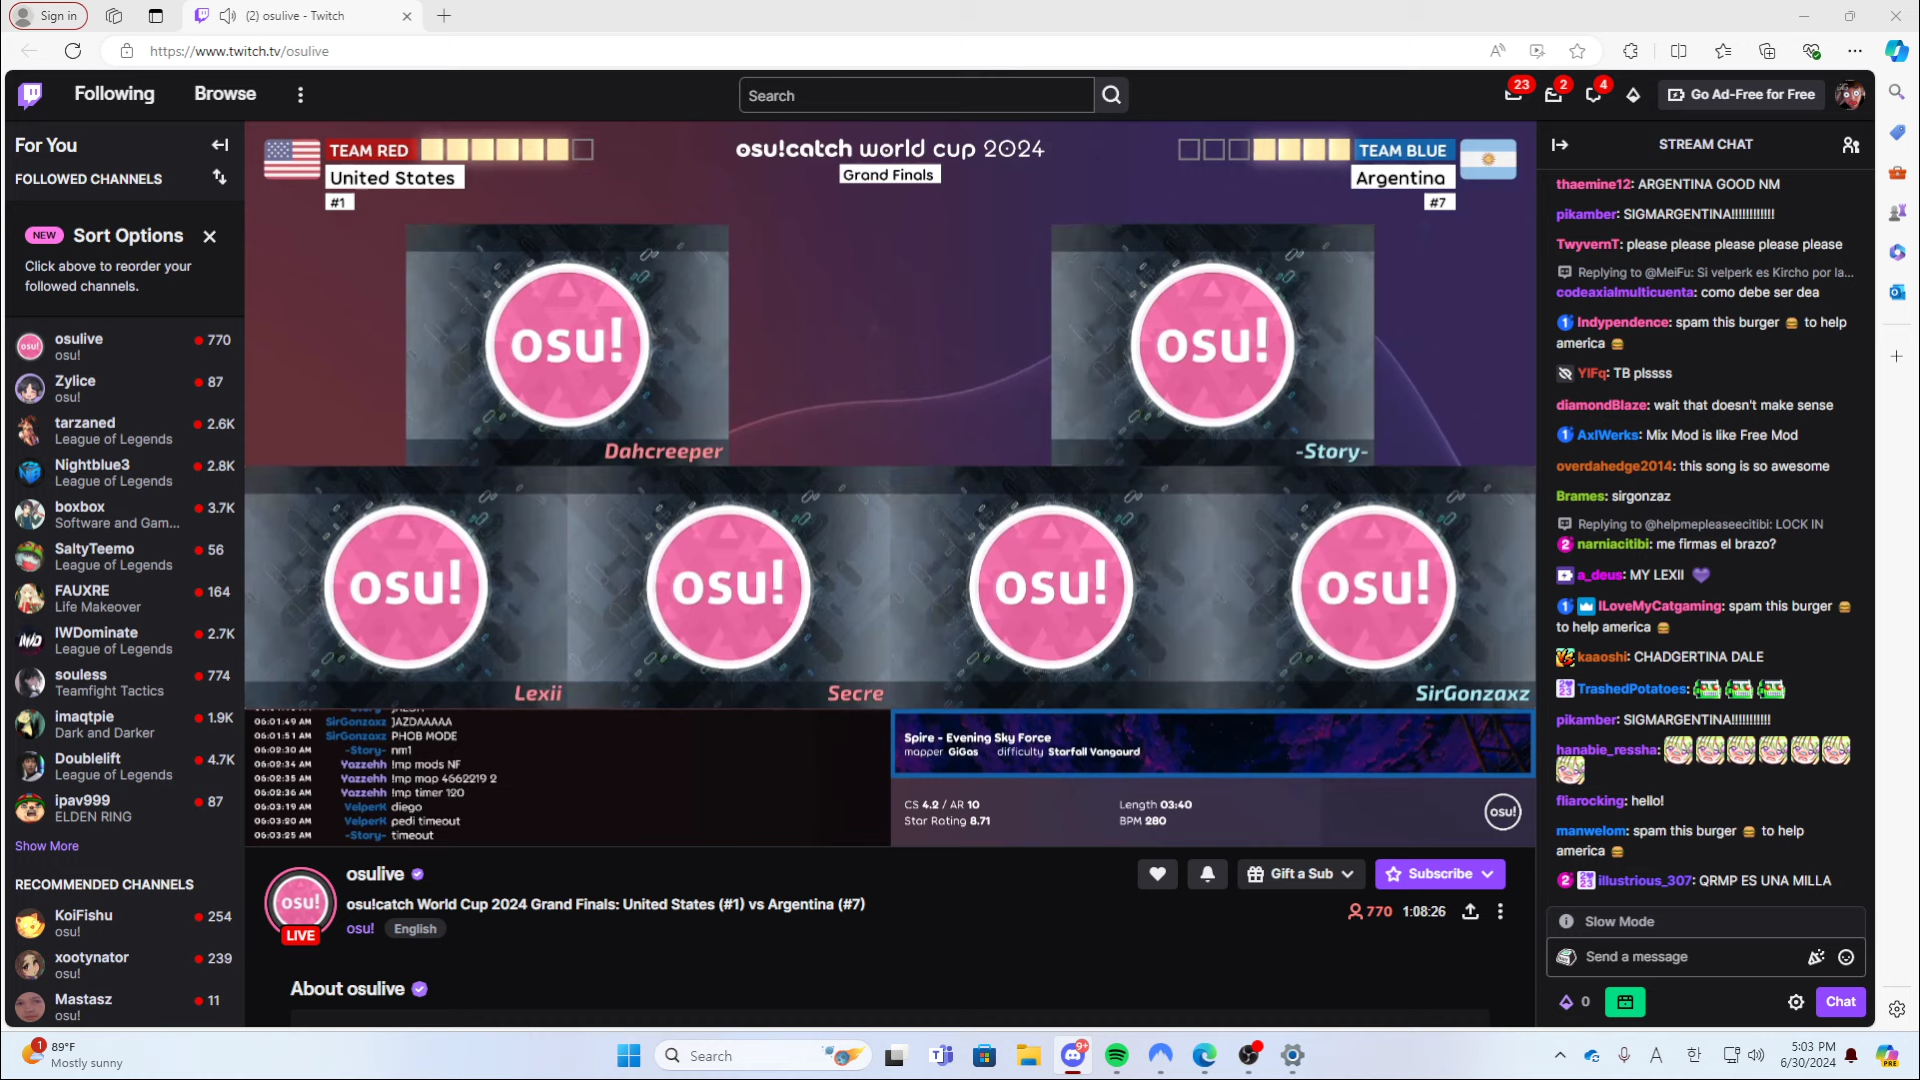 Sign in
(2) osulive - Twitch
https://www.twitch.tv/osulive
Following
Browse
Search
23
2
4
Go Ad-Free for Free
For You
FOLLOWED CHANNELS
NEW
Sort Options
Click above to reorder your
followed channels.
osulive
osu!
770
Zylice
osu!
87
tarzaned
League of Legends
2.6K
Nightblue3
League of Legends
2.8K
boxbox
Software and Gam...
3.7K
SaltyTeemo
League of Legends
56
FAUXRE
Life Makeover
164
IWDominate
League of Legends
2.7K
souless
Teamfight Tactics
774
imaqtpie
Dark and Darker
1.9K
Doublelift
League of Legends
4.7K
ipav999
ELDEN RING
87
Show More
RECOMMENDED CHANNELS
KoiFishu
osu!
254
xootynator
osu!
239
Mastasz
osu!
11
TEAM RED
United States
#1
osu!catch world cup 2024
Grand Finals
TEAM BLUE
Argentina
#7
osu!
Dahcreeper
osu!
-Story-
osu!
Lexii
osu!
Secre
osu!
osu!
SirGonzaxz
06:01:49 AM SirGonzaxz JAZDAAAAA
06:01:51 AM SirGonzaxz PHOB MODE
06:02:30 AM -Story- nm1
06:02:34 AM Yazzehh !mp mods NF
06:02:35 AM Yazzehh !mp map 4662219 2
06:02:36 AM Yazzehh !mp timer 120
06:03:19 AM VelperK diego
06:03:20 AM VelperK pedi timeout
06:03:25 AM -Story- timeout
Spire - Evening Sky Force
mapper GiGas difficulty Starfall Vangaurd
CS 4.2 / AR 10
Star Rating 8.71
Length 03:40
BPM 280
osu!
osu!
LIVE
osulive
osu!catch World Cup 2024 Grand Finals: United States (#1) vs Argentina (#7)
osu!
English
Gift a Sub
Subscribe
770
1:08:26
About osulive
STREAM CHAT
thaemine12: ARGENTINA GOOD NM
pikamber: SIGMARGENTINA!!!!!!!!!!!!
TwyvernT: please please please please please
Replying to @MeiFu: Si velperk es Kircho por la...
codeaxialmulticuenta: como debe ser dea
Indypendence: spam this burger 🍔 to help
america 🍔
YIFq: TB plssss
diamondBlaze: wait that doesn't make sense
AxlWerks: Mix Mod is like Free Mod
overdahedge2014: this song is so awesome
Brames: sirgonzaz
Replying to @helpmepleaseecitibi: LOCK IN
narniacitibi: me firmas el brazo?
a_deus: MY LEXII 💜
ILoveMyCatgaming: spam this burger 🍔
to help america 🍔
kaaoshi: CHADGERTINA DALE
TrashedPotatoes:
pikamber: SIGMARGENTINA!!!!!!!!!!!
hanabie_ressha:
fliarocking: hello!
manwelom: spam this burger 🍔 to help
america 🍔
illustrious_307: QRMP ES UNA MILLA
Slow Mode
Send a message
0
Chat
1
89°F
Mostly sunny
Search
9+
A
한
5:03 PM
6/30/2024
PRE